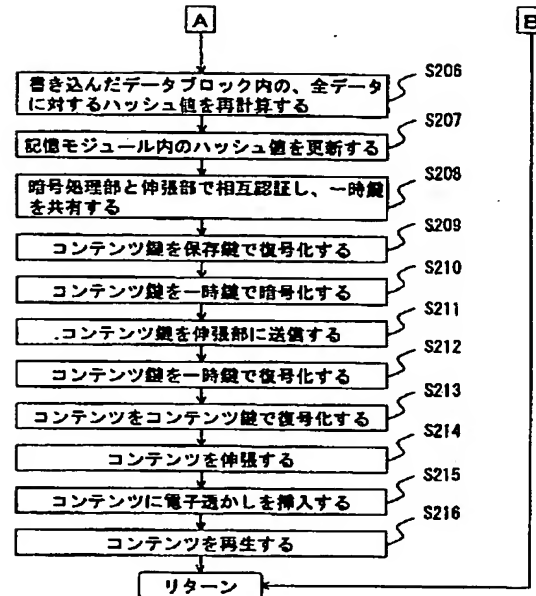 A
B
S206
書き込んだデータブロック内の、全データ
に対するハッシュ値を再計算する
S207
記憶モジュール内のハッシュ値を更新する
S208
暗号処理部と伸張部で相互認証し、一時鍵
を共有する
S209
コンテンツ鍵を保存鍵で復号化する
S210
コンテンツ鍵を一時鍵で暗号化する
S211
コンテンツ鍵を伸張部に送信する
S212
コンテンツ鍵を一時鍵で復号化する
S213
コンテンツをコンテンツ鍵で復号化する
S214
コンテンツを伸張する
S215
コンテンツに電子透かしを挿入する
S216
コンテンツを再生する
リターン